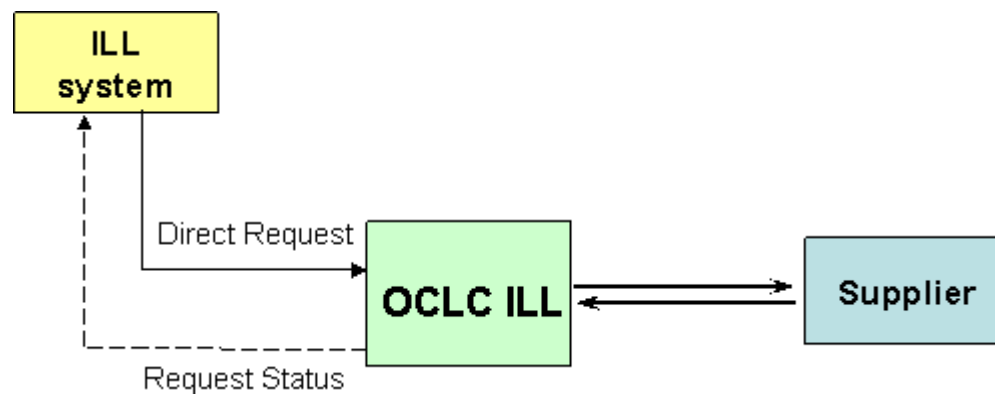 ILL
system
Direct Request
OCLC ILL
Supplier
Request Status